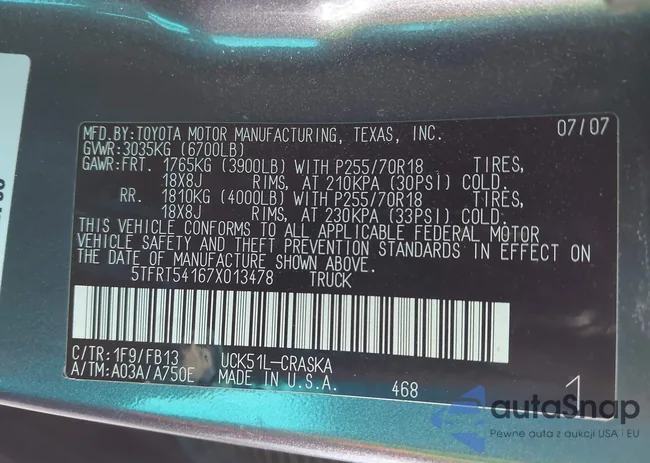 MFD.BY:TOYOTA MOTOR MANUFACTURING, TEXAS, INC. 07/07
GVWR:3035KG (6700LB)
GAWR:FRT. 1765KG (3900LB) WITH P255/70R18 TIRES,
18X8J RIMS, AT 210KPA (30PSI) COLD.
RR. 1810KG (4000LB) WITH P255/70R18 TIRES,
18X8J RIMS, AT 230KPA (33PSI) COLD.
THIS VEHICLE CONFORMS TO ALL APPLICABLE FEDERAL MOTOR
VEHICLE SAFETY AND THEFT PREVENTION STANDARDS IN EFFECT ON
THE DATE OF MANUFACTURE SHOWN ABOVE.
5TFRT54167X013478 TRUCK
C/TR:1F9/FB13 UCK51L-CRASKA
A/TM:A03A/A750E MADE IN U.S.A. 468 1
autoSnap
Pewne auta z aukcji USA i EU